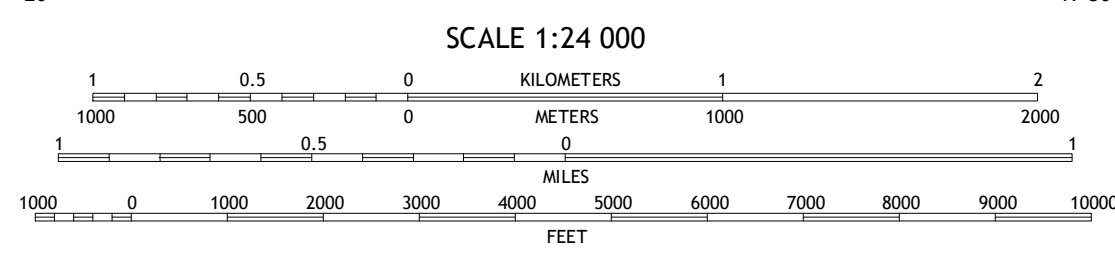 SCALE 1:24 000
1 0.5 0 KILOMETERS 1 2
1000 500 0 METERS 1000 2000
1 0.5 0 1
MILES
1000 0 1000 2000 3000 4000 5000 6000 7000 8000 9000 10000
FEET